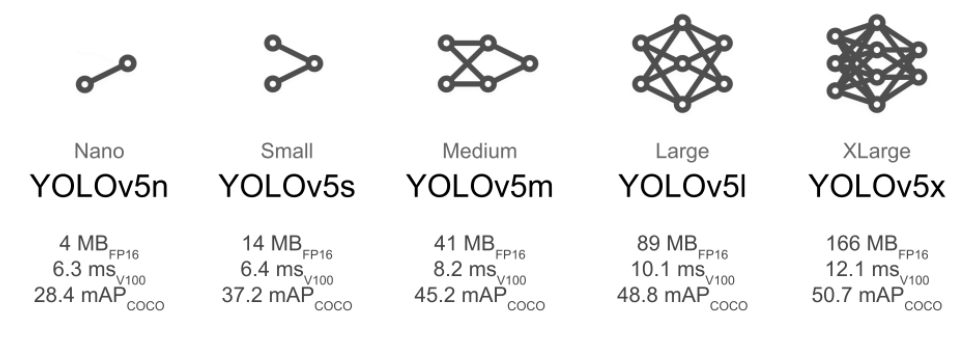 Nano
YOLOv5n
4 MB FP16
6.3 ms V100
28.4 mAP COCO
Small
YOLOv5s
14 MB FP16
6.4 ms V100
37.2 mAP COCO
Medium
YOLOv5m
41 MB FP16
8.2 ms V100
45.2 mAP COCO
Large
YOLOv5l
89 MB FP16
10.1 ms V100
48.8 mAP COCO
XLarge
YOLOv5x
166 MB FP16
12.1 ms V100
50.7 mAP COCO